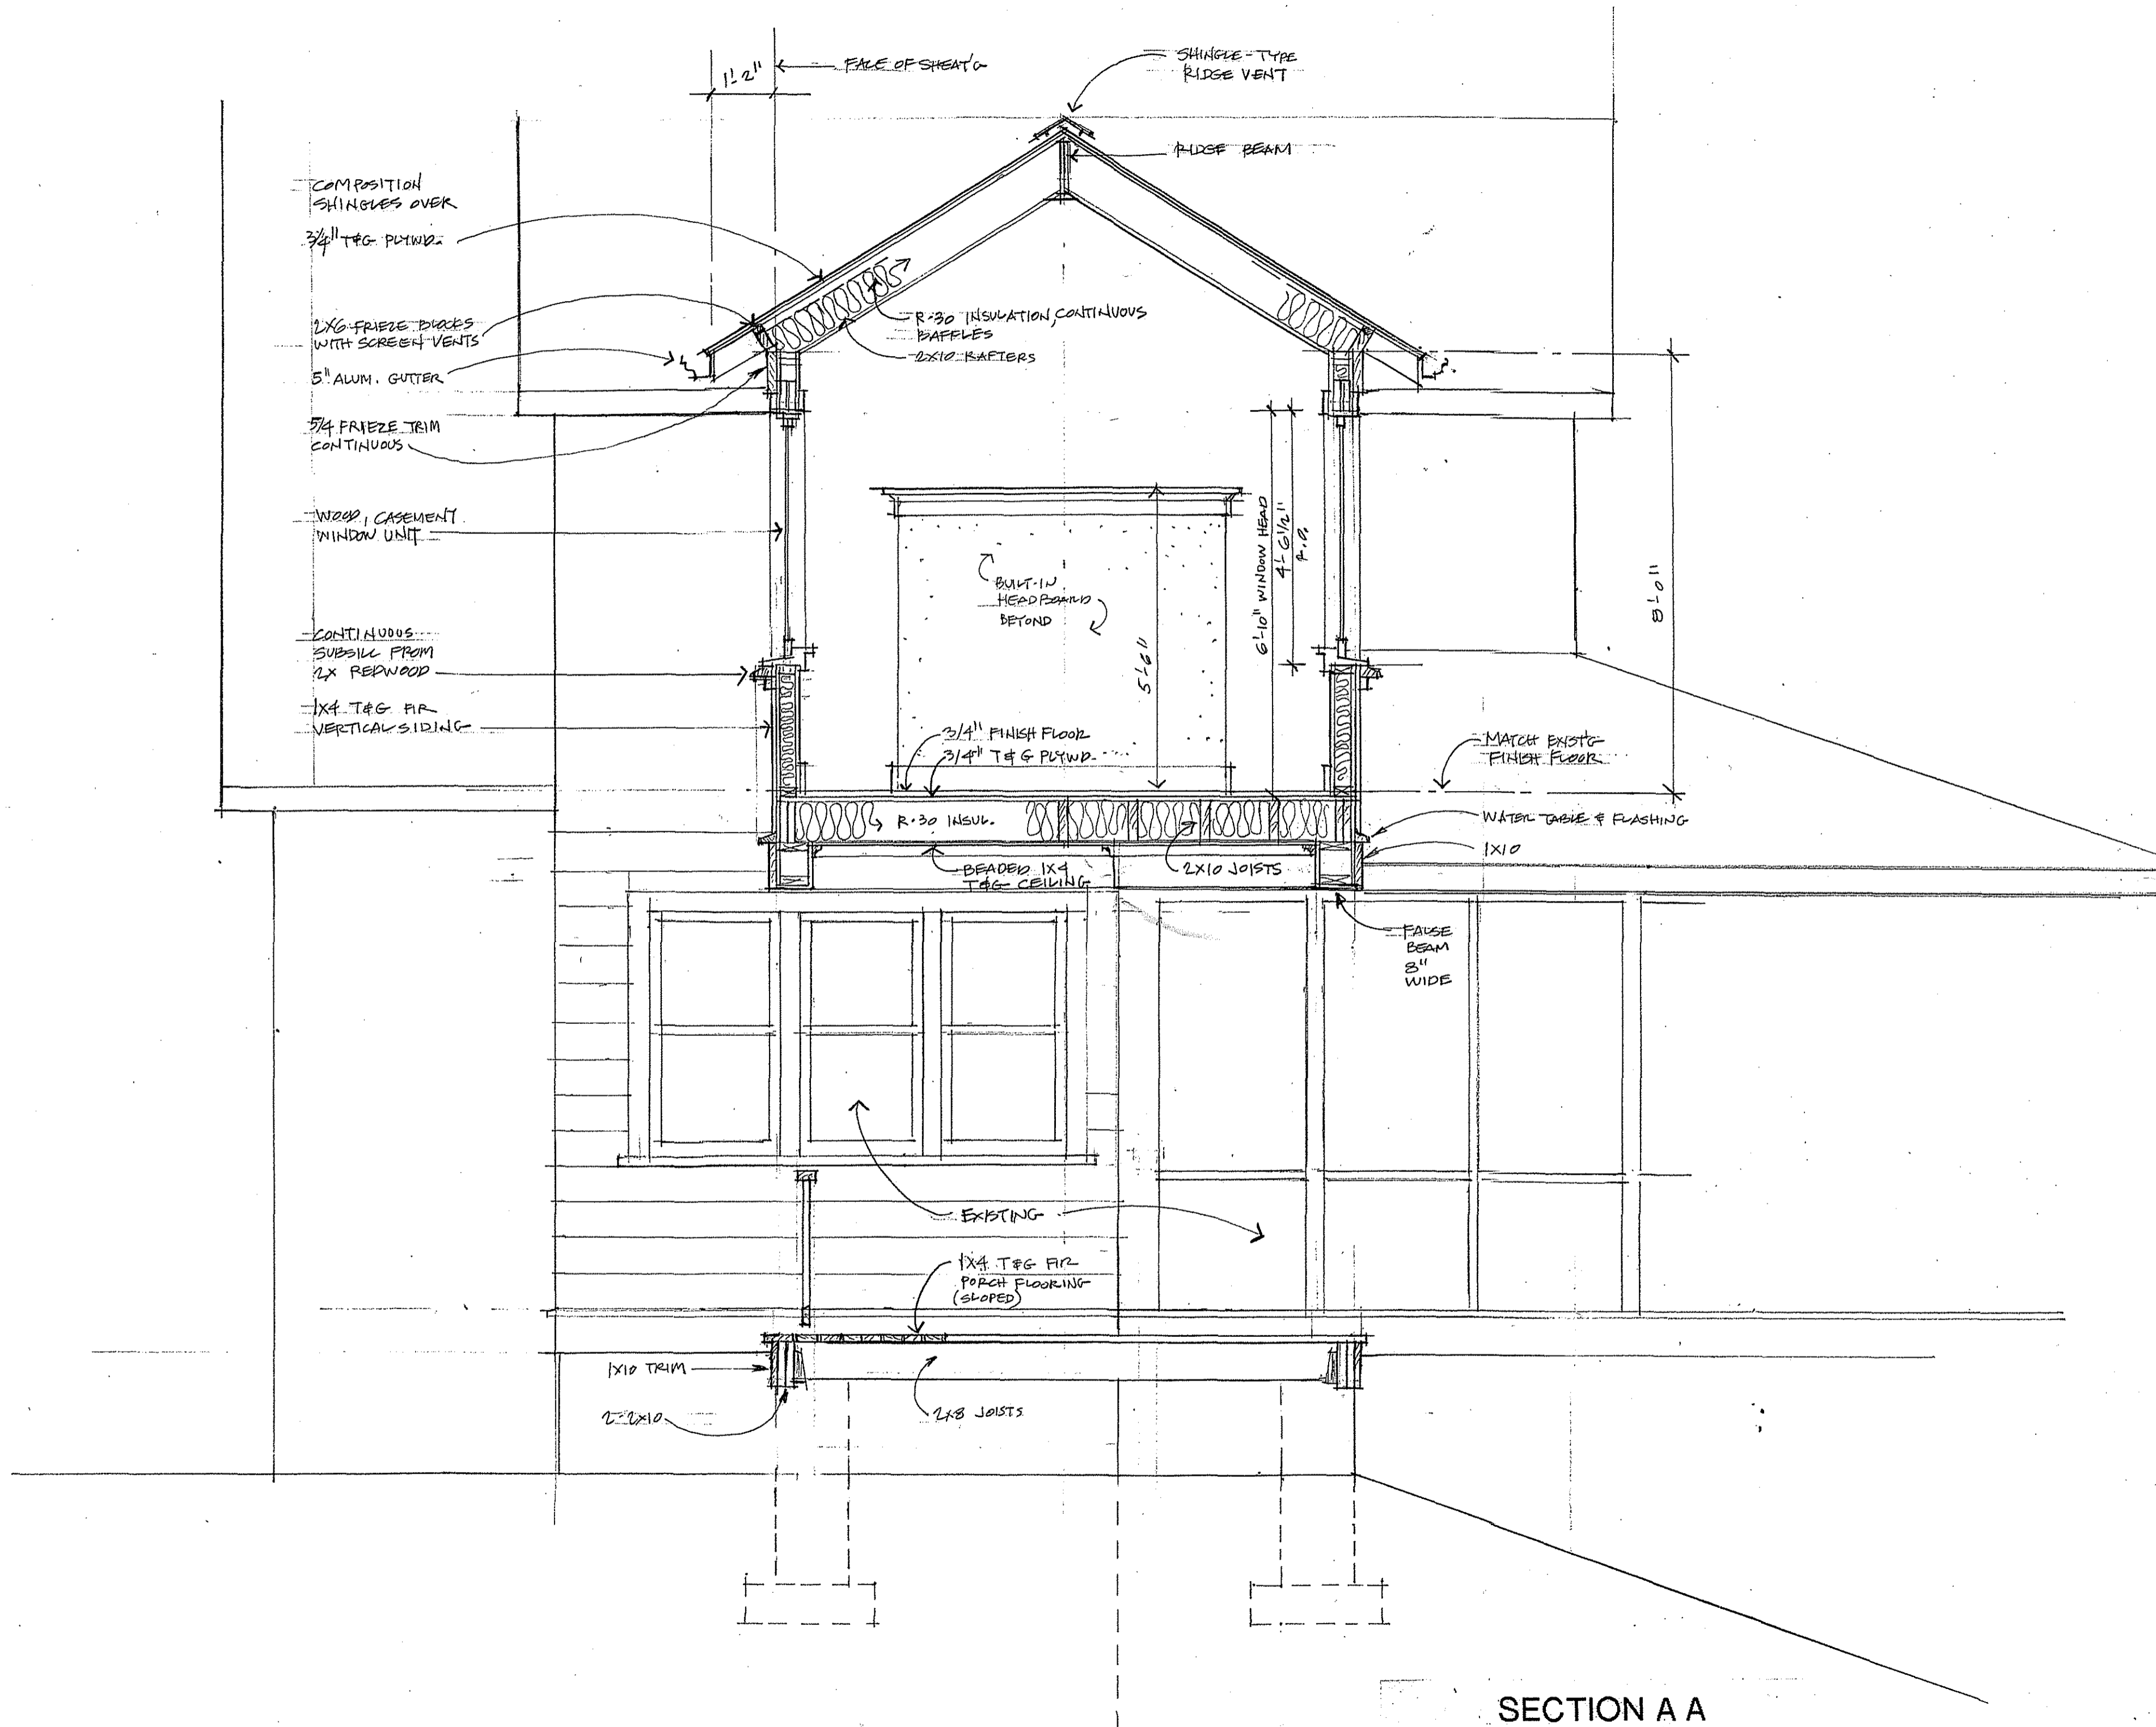 1'-2"
FACE OF SHEAT'G
SHINGLE-TYPE
RIDGE VENT
RIDGE BEAM
COMPOSITION
SHINGLES OVER
3/4" T&G PLYWD.
2X6 FRIEZE BLOCKS
WITH SCREEN VENTS
5" ALUM. GUTTER
5/4 FRIEZE TRIM
CONTINUOUS
R-30 INSULATION, CONTINUOUS
BAFFLES
2X10 RAFTERS
WOOD, CASEMENT
WINDOW UNIT
BUILT-IN
HEADBOARD
BEYOND
5'-6"
6'-10" WINDOW HEAD
4'-6 1/2"
R.O.
8'-0"
CONTINUOUS
SUBSILL FROM
2X REDWOOD
1X4 T&G FIR
VERTICAL SIDING
3/4" FINISH FLOOR
3/4" T&G PLYWD.
MATCH EXIST'G
FINISH FLOOR
R-30 INSUL.
WATER TABLE & FLASHING
1X10
BEADED 1X4
T&G CEILING
2X10 JOISTS
FALSE
BEAM
8"
WIDE
EXISTING
1X4 T&G FIR
PORCH FLOORING
(SLOPED)
1X10 TRIM
2-2X10
2X8 JOISTS
SECTION A A